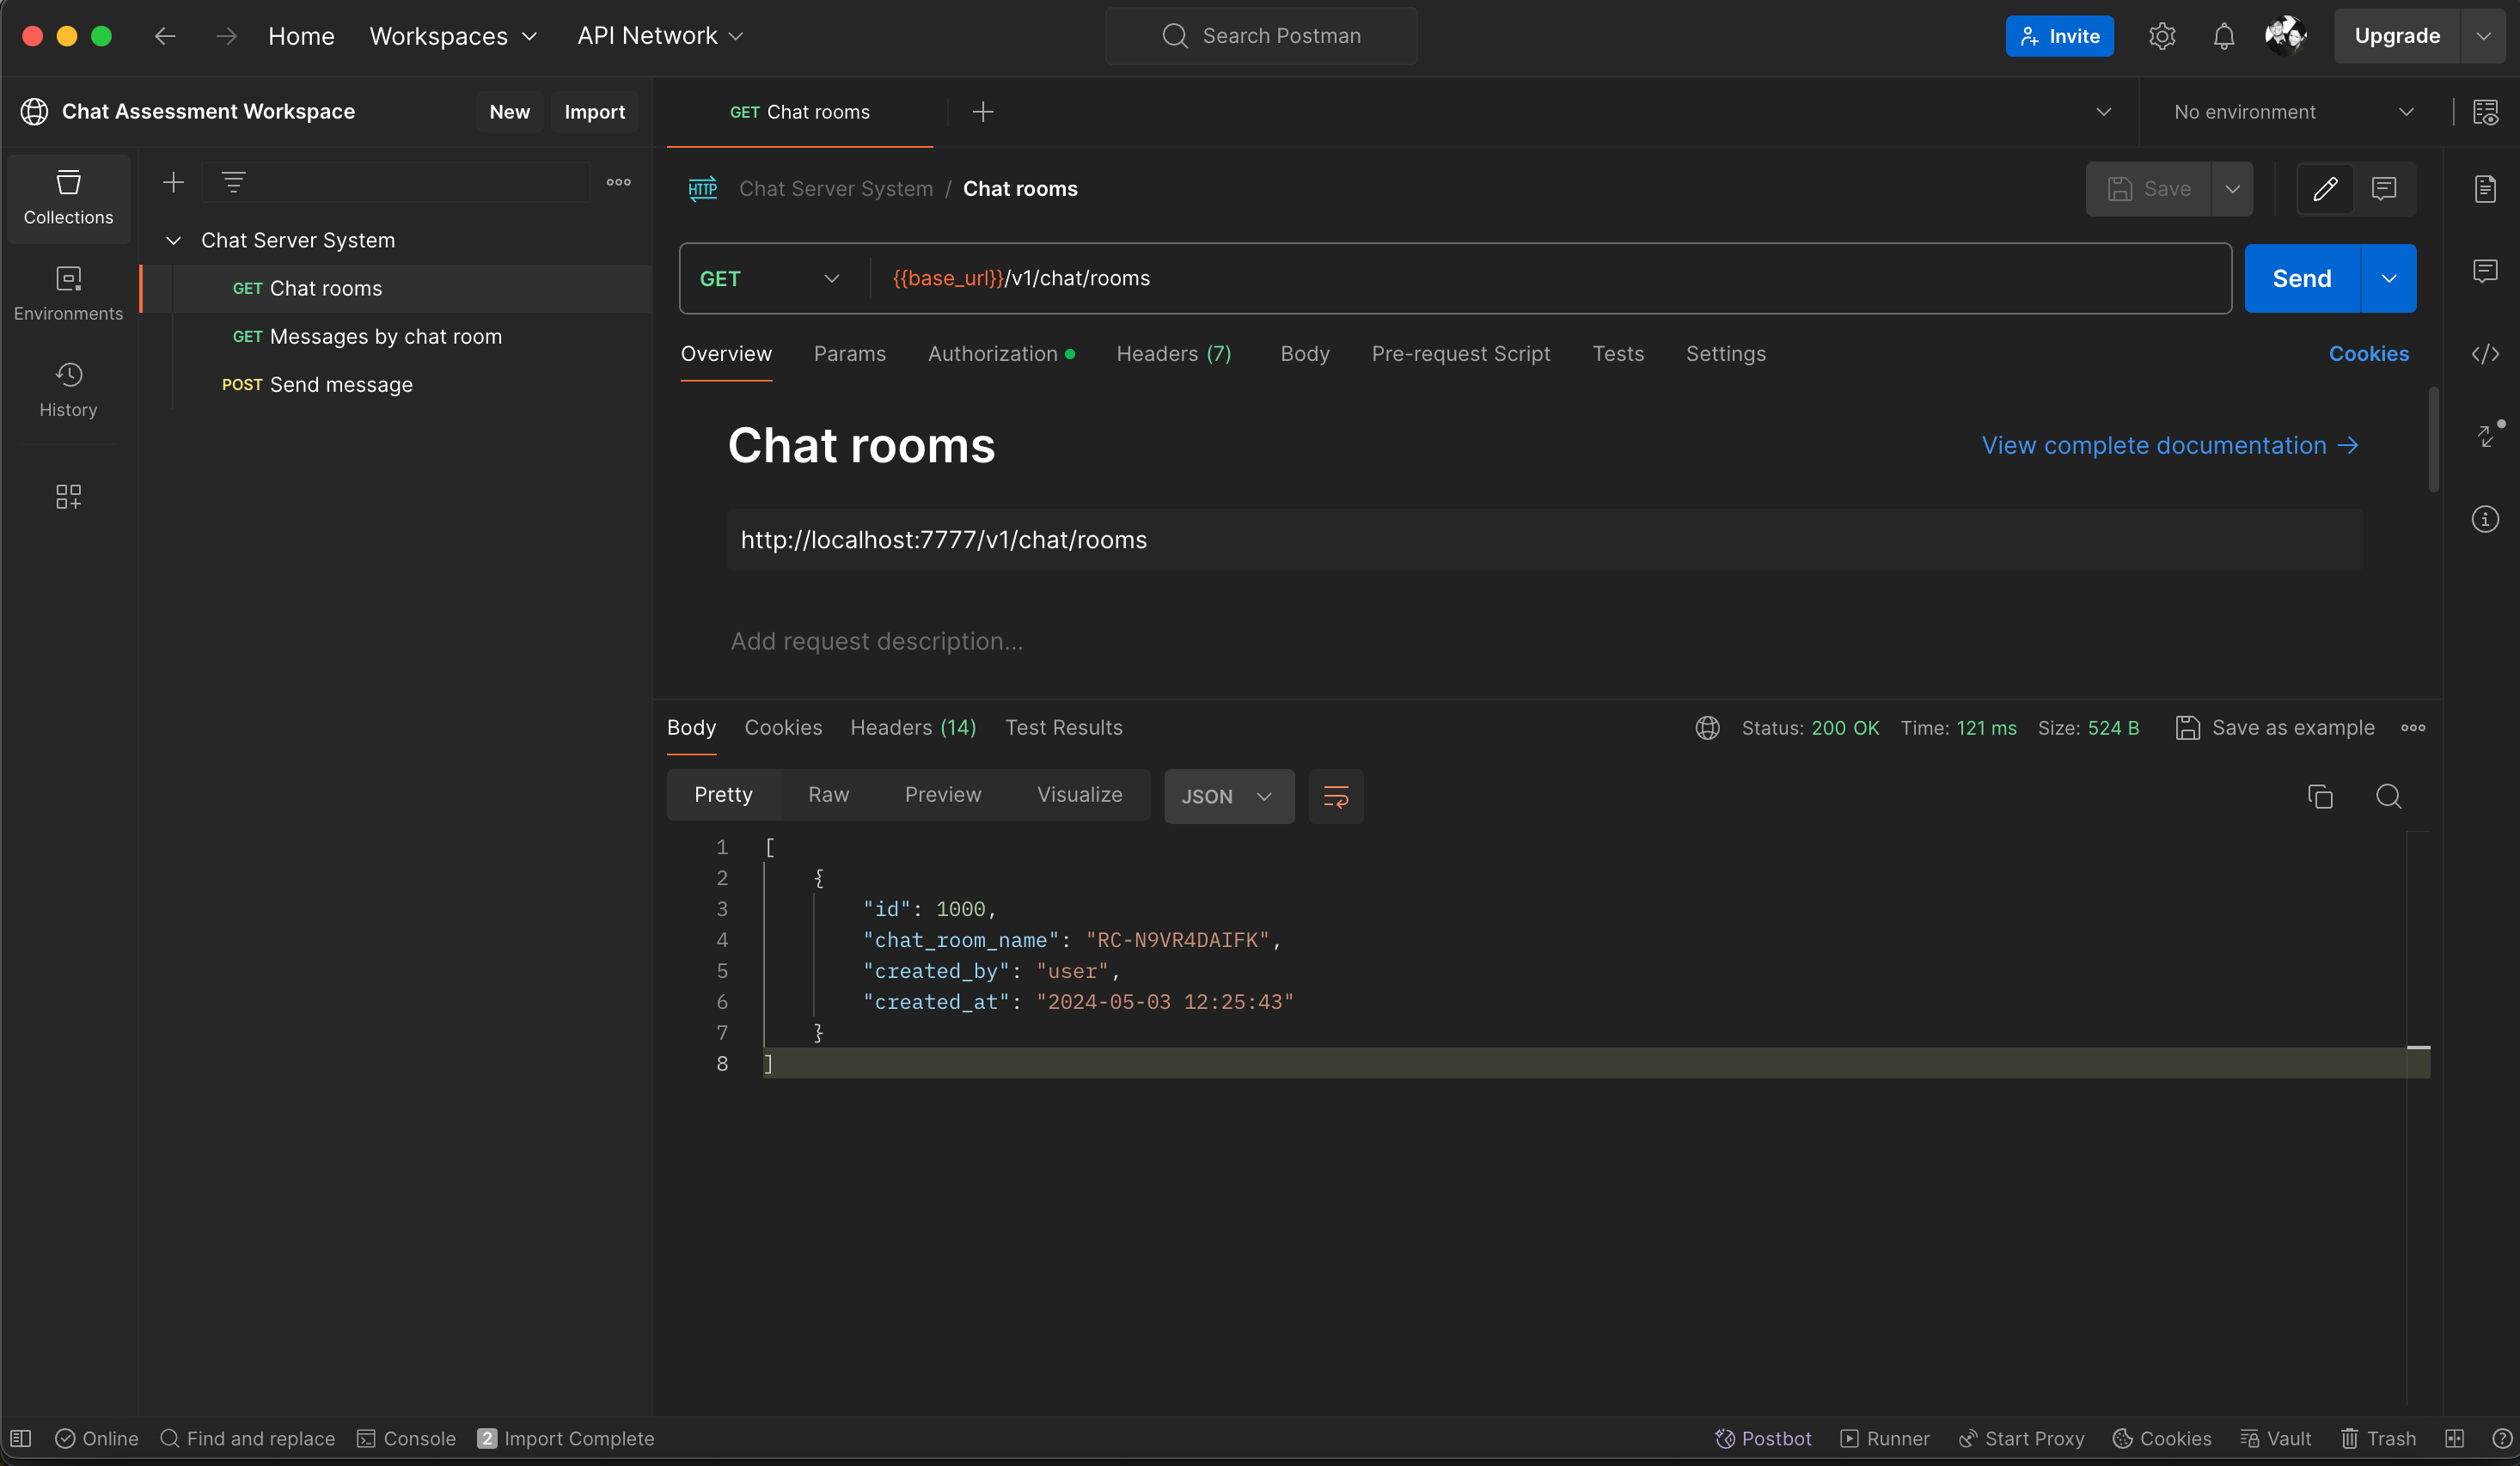 Home Workspaces API Network Search Postman Invite Upgrade
Chat Assessment Workspace New Import GET Chat rooms No environment
Collections
Environments
History
Chat Server System
GET Chat rooms
GET Messages by chat room
POST Send message
HTTP Chat Server System / Chat rooms Save
GET {{base_url}}/v1/chat/rooms Send
Overview Params Authorization Headers (7) Body Pre-request Script Tests Settings Cookies
Chat rooms View complete documentation →
http://localhost:7777/v1/chat/rooms
Add request description...
Body Cookies Headers (14) Test Results Status: 200 OK Time: 121 ms Size: 524 B Save as example
Pretty Raw Preview Visualize JSON
1 [
2 {
3 "id": 1000,
4 "chat_room_name": "RC-N9VR4DAIFK",
5 "created_by": "user",
6 "created_at": "2024-05-03 12:25:43"
7 }
8 ]
Online Find and replace Console 2 Import Complete Postbot Runner Start Proxy Cookies Vault Trash